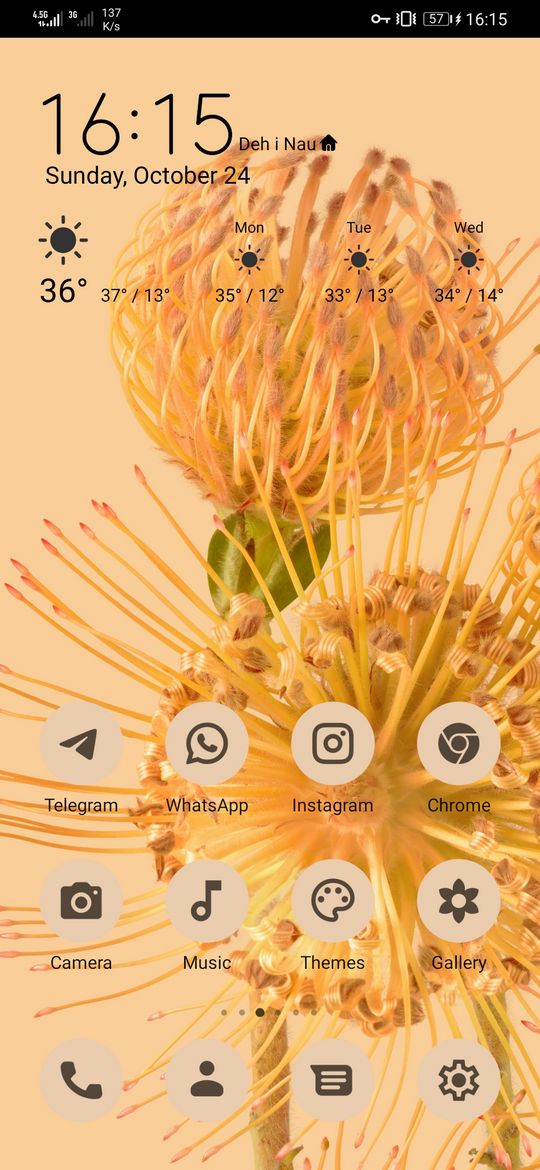 4.5G 3G 137 K/s 57 16:15
16:15 Deh i Nau
Sunday, October 24
Mon Tue Wed
36° 37° / 13° 35° / 12° 33° / 13° 34° / 14°
Telegram WhatsApp Instagram Chrome
Camera Music Themes Gallery